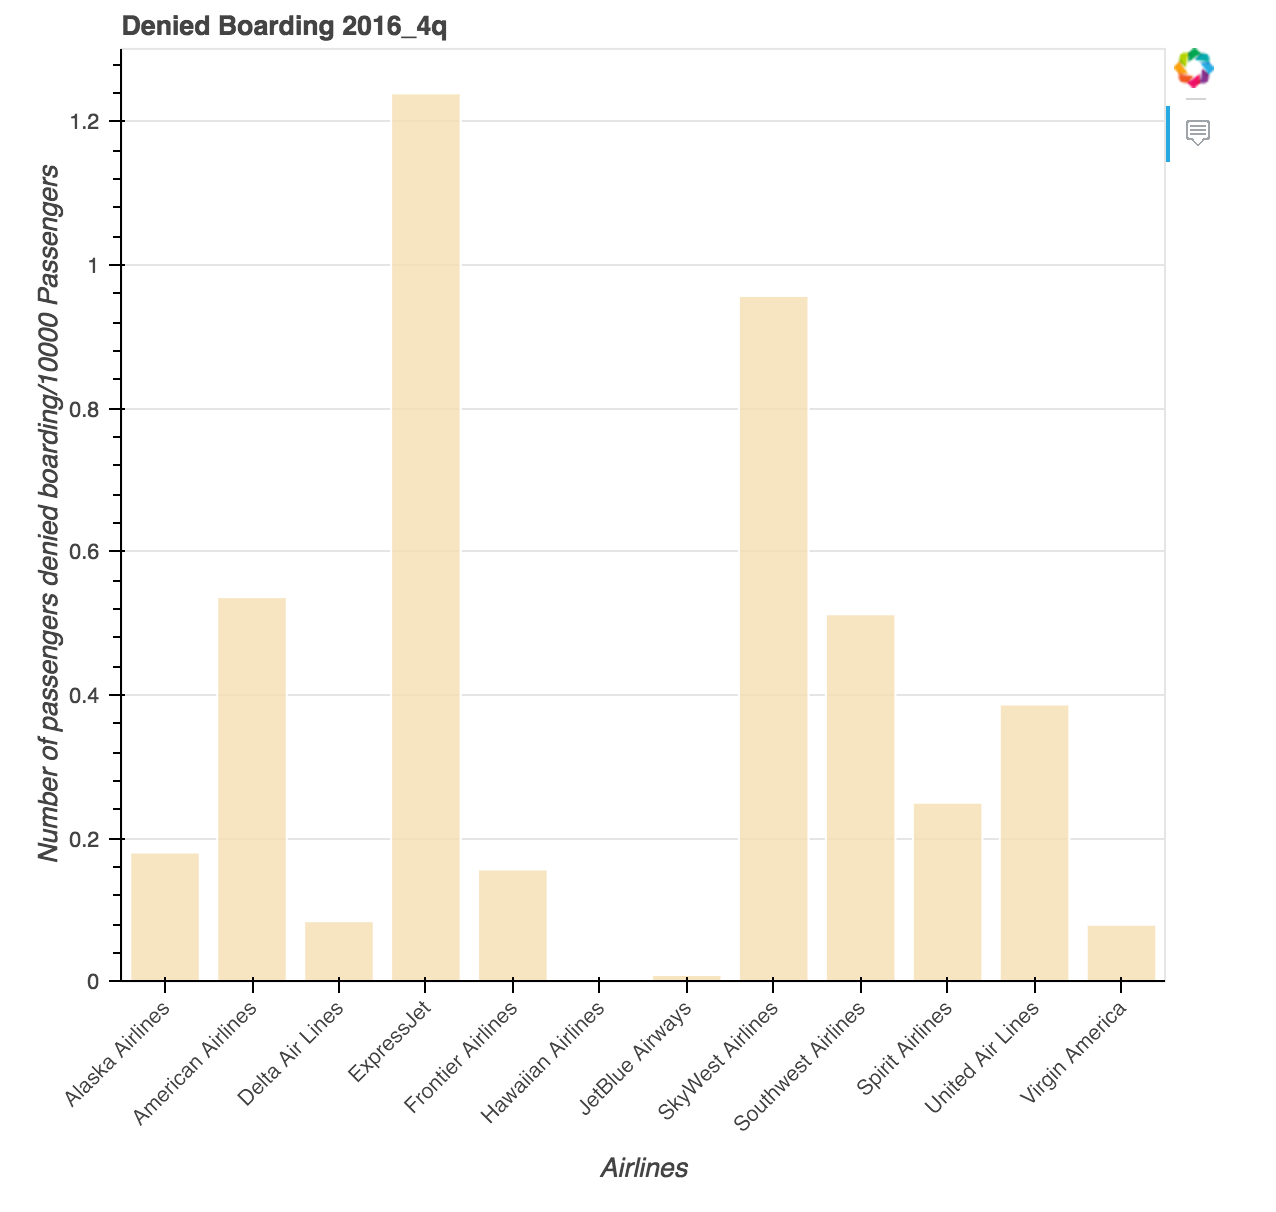 Denied Boarding 2016_4q
Number of passengers denied boarding/10000 Passengers
1.2
1
0.8
0.6
0.4
0.2
0
Alaska Airlines
American Airlines
Delta Air Lines
ExpressJet
Frontier Airlines
Hawaiian Airlines
JetBlue Airways
SkyWest Airlines
Southwest Airlines
Spirit Airlines
United Air Lines
Virgin America
Airlines